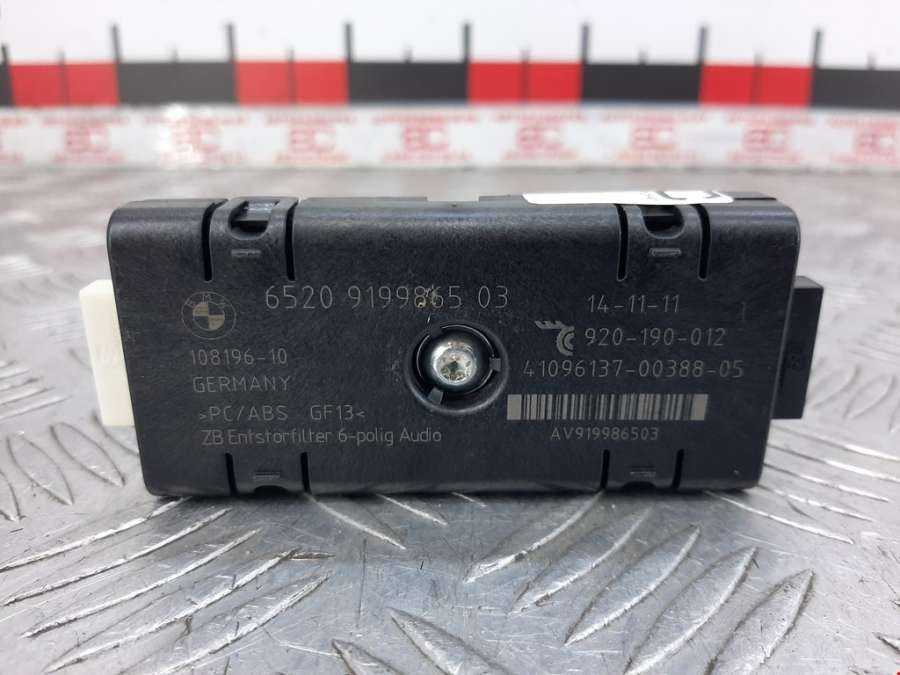 6520 9199865 03
14-11-11
BMW
920-190-012
108196-10
41096137-00388-05
GERMANY
>PC/ABS GF13<
ZB Entstörfilter 6-polig Audio
AV919986503